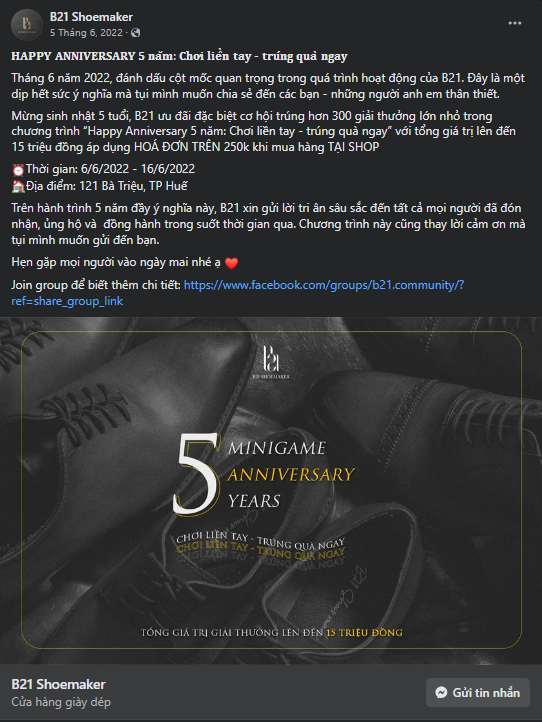 B21 Shoemaker
5 Tháng 6, 2022 ·
HAPPY ANNIVERSARY 5 năm: Chơi liền tay - trúng quà ngay
Tháng 6 năm 2022, đánh dấu cột mốc quan trọng trong quá trình hoạt động của B21. Đây là một
dịp hết sức ý nghĩa mà tụi mình muốn chia sẻ đến các bạn - những người anh em thân thiết.
Mừng sinh nhật 5 tuổi, B21 ưu đãi đặc biệt cơ hội trúng hơn 300 giải thưởng lớn nhỏ trong
chương trình “Happy Anniversary 5 năm: Chơi liền tay - trúng quà ngay” với tổng giá trị lên đến
15 triệu đồng áp dụng HOÁ ĐƠN TRÊN 250k khi mua hàng TẠI SHOP
⏰Thời gian: 6/6/2022 - 16/6/2022
🏠Địa điểm: 121 Bà Triệu, TP Huế
Trên hành trình 5 năm đầy ý nghĩa này, B21 xin gửi lời tri ân sâu sắc đến tất cả mọi người đã đón
nhận, ủng hộ và đồng hành trong suốt thời gian qua. Chương trình này cũng thay lời cảm ơn mà
tụi mình muốn gửi đến bạn.
Hẹn gặp mọi người vào ngày mai nhé ạ ❤️
Join group để biết thêm chi tiết: https://www.facebook.com/groups/b21.community/?
ref=share_group_link
B21
B21 SHOEMAKER
5
MINIGAME
ANNIVERSARY
YEARS
CHƠI LIỀN TAY - TRÚNG QUÀ NGAY
CHƠI LIỀN TAY - TRÚNG QUÀ NGAY
TỔNG GIÁ TRỊ GIẢI THƯỞNG LÊN ĐẾN 15 TRIỆU ĐỒNG
B21 Shoemaker
Cửa hàng giày dép
Gửi tin nhắn